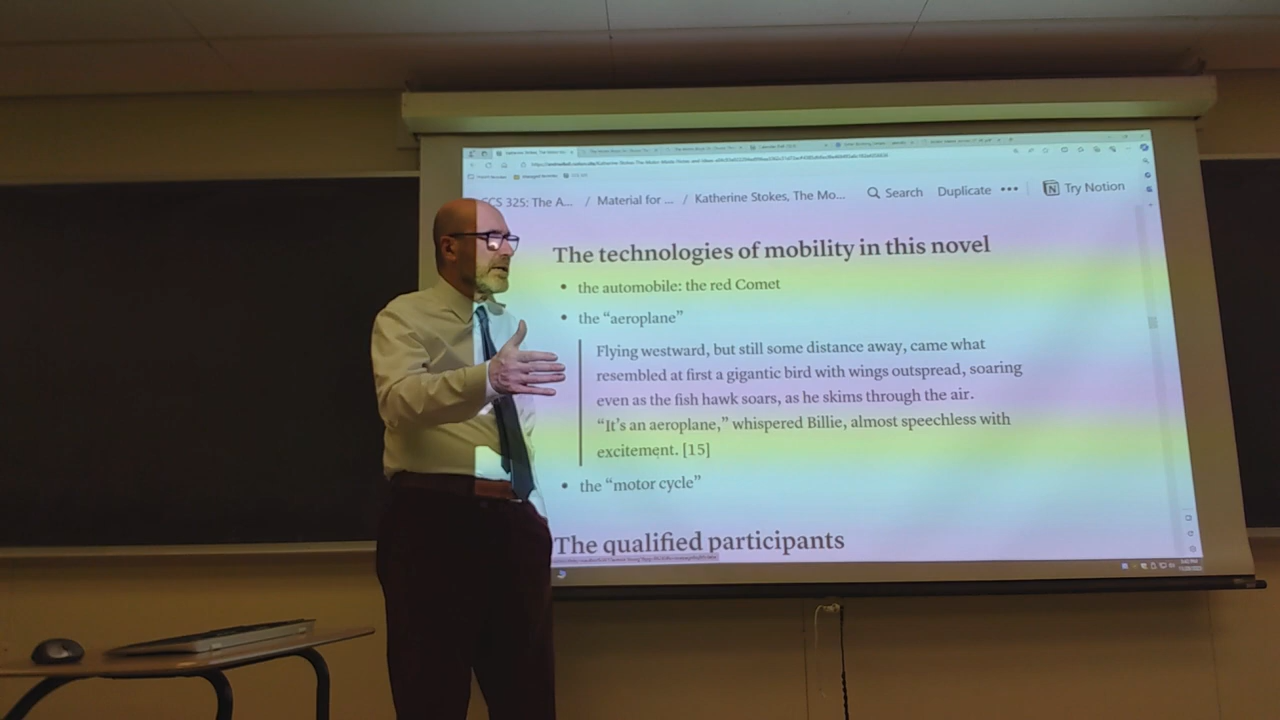 CCS 325: The A... / Material for ... / Katherine Stokes, The Mo... Search Duplicate ••• Try Notion
The technologies of mobility in this novel
• the automobile: the red Comet
• the “aeroplane”
Flying westward, but still some distance away, came what
resembled at first a gigantic bird with wings outspread, soaring
even as the fish hawk soars, as he skims through the air.
“It’s an aeroplane,” whispered Billie, almost speechless with
excitement. [15]
• the “motor cycle”
The qualified participants